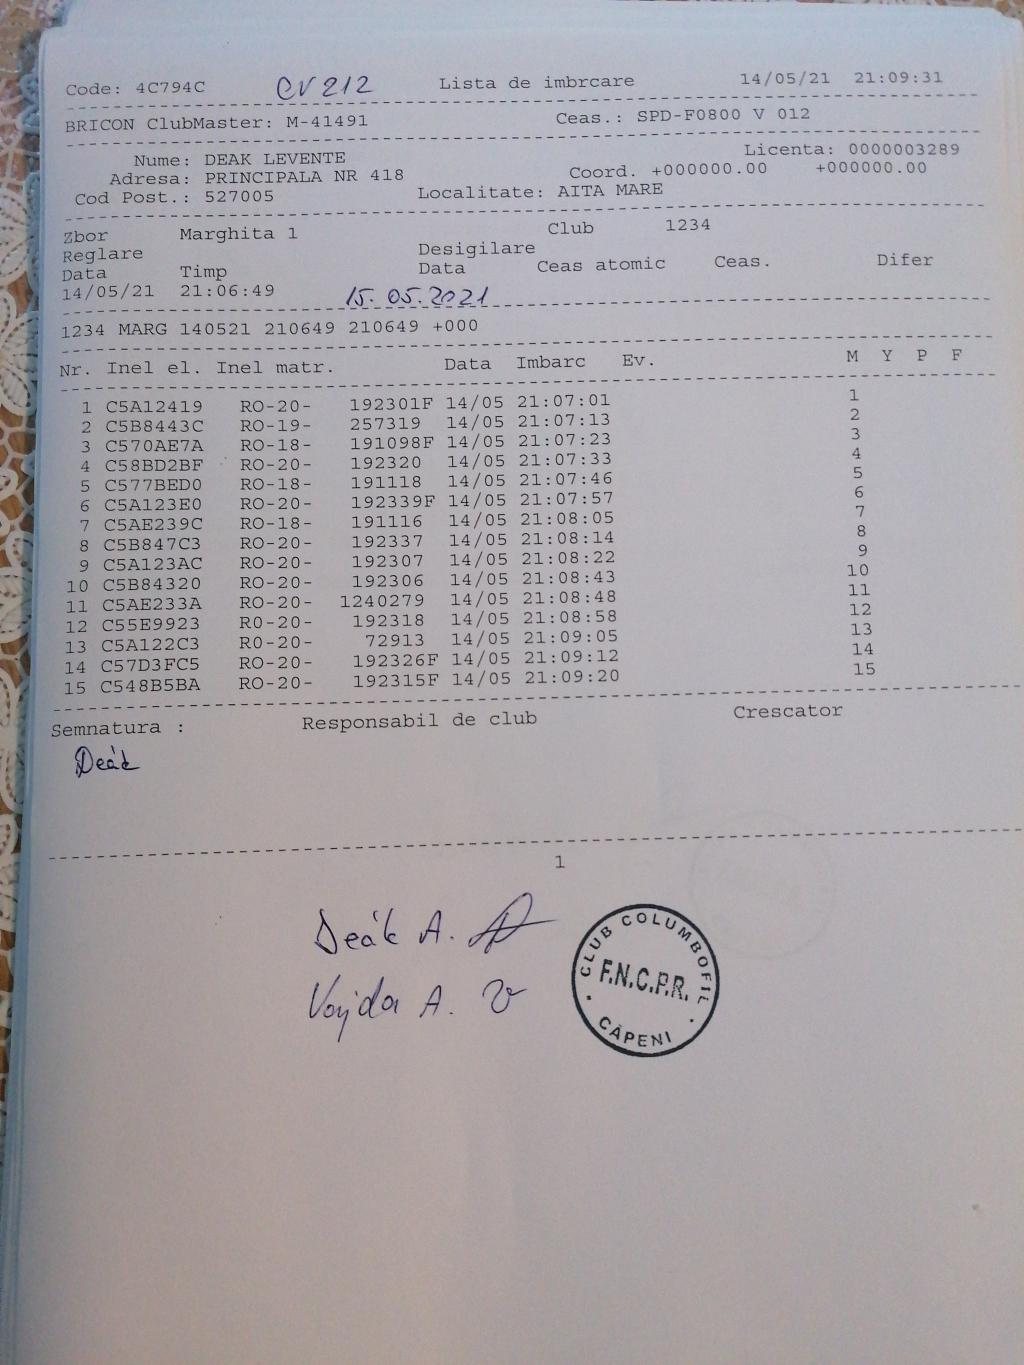 Code: 4C794C CV 212 Lista de imbrcare 14/05/21 21:09:31
BRICON ClubMaster: M-41491 Ceas.: SPD-F0800 V 012
Nume: DEAK LEVENTE Licenta: 0000003289
Adresa: PRINCIPALA NR 418 Coord. +000000.00 +000000.00
Cod Post.: 527005 Localitate: AITA MARE
Zbor Marghita 1 Club 1234
Reglare Desigilare
Data Timp Data Ceas atomic Ceas. Difer
14/05/21 21:06:49 15.05.2021
1234 MARG 140521 210649 210649 +000
Nr. Inel el. Inel matr. Data Imbarc Ev. M Y P F
1 C5A12419 RO-20- 192301F 14/05 21:07:01 1
2 C5B8443C RO-19- 257319 14/05 21:07:13 2
3 C570AE7A RO-18- 191098F 14/05 21:07:23 3
4 C58BD2BF RO-20- 192320 14/05 21:07:33 4
5 C577BED0 RO-18- 191118 14/05 21:07:46 5
6 C5A123E0 RO-20- 192339F 14/05 21:07:57 6
7 C5AE239C RO-18- 191116 14/05 21:08:05 7
8 C5B847C3 RO-20- 192337 14/05 21:08:14 8
9 C5A123AC RO-20- 192307 14/05 21:08:22 9
10 C5B84320 RO-20- 192306 14/05 21:08:43 10
11 C5AE233A RO-20- 1240279 14/05 21:08:48 11
12 C55E9923 R0-20- 192318 14/05 21:08:58 12
13 C5A122C3 R0-20- 72913 14/05 21:09:05 13
14 C57D3FC5 RO-20- 192326F 14/05 21:09:12 14
15 C548B5BA RO-20- 192315F 14/05 21:09:20 15
Semnatura : Responsabil de club Crescator
Deák
1
Deák A.
Vajda A.
CLUB COLUMBOFIL
F.N.C.P.R.
CĂPENI